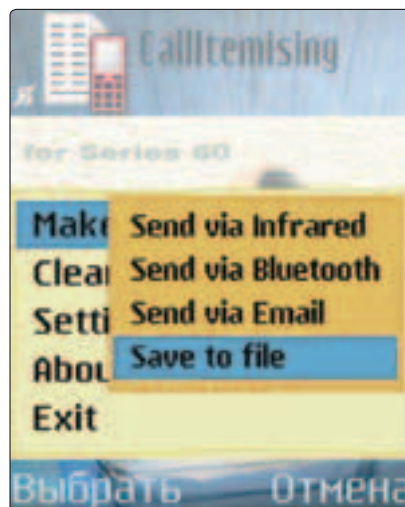 CallItemising
for Series 60
Make
Send via Infrared
Clear
Send via Bluetooth
Setti
Send via Email
Abou
Save to file
Exit
Выбрать Отмена